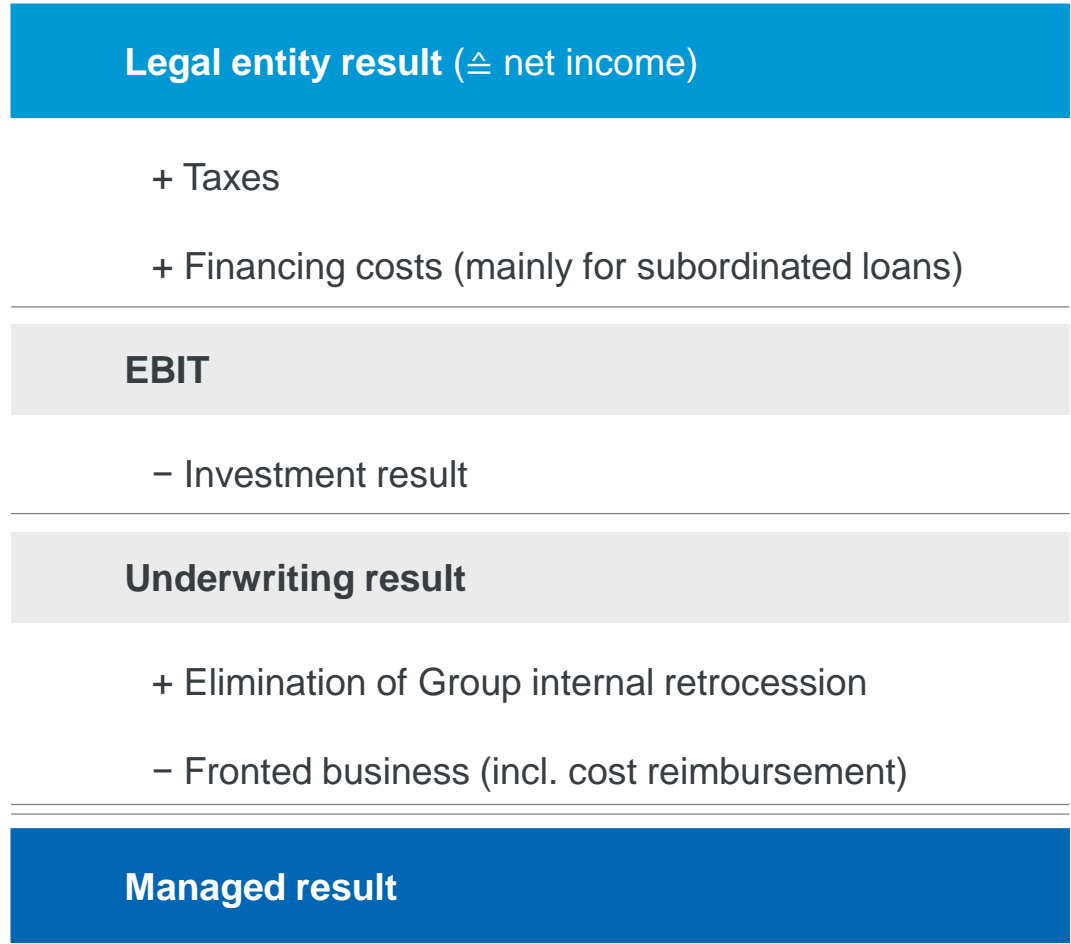 Legal entity result (≙ net income)
+ Taxes
+ Financing costs (mainly for subordinated loans)
EBIT
− Investment result
Underwriting result
+ Elimination of Group internal retrocession
− Fronted business (incl. cost reimbursement)
Managed result